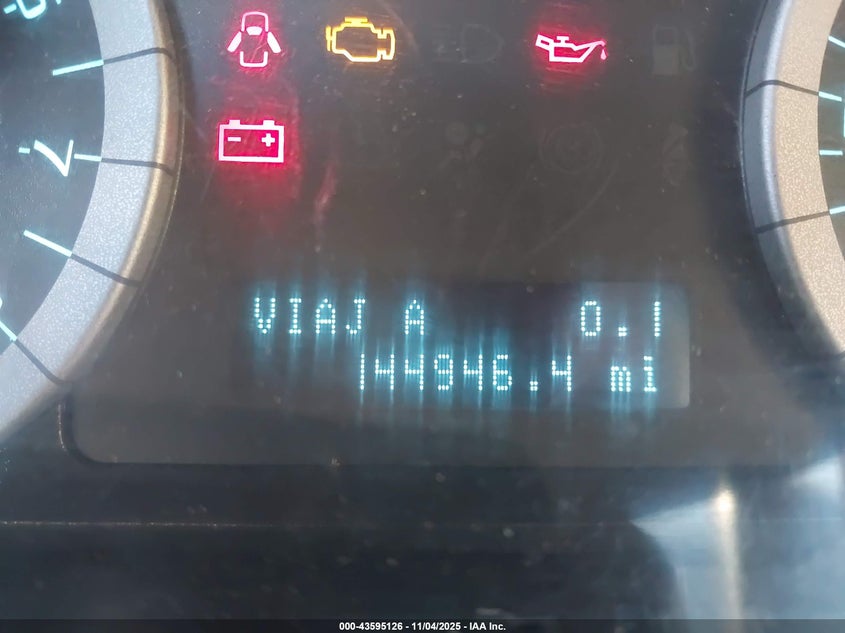 VIAJ A 0.1
144946.4 mi
000-43595126 - 11/04/2025 - IAA Inc.